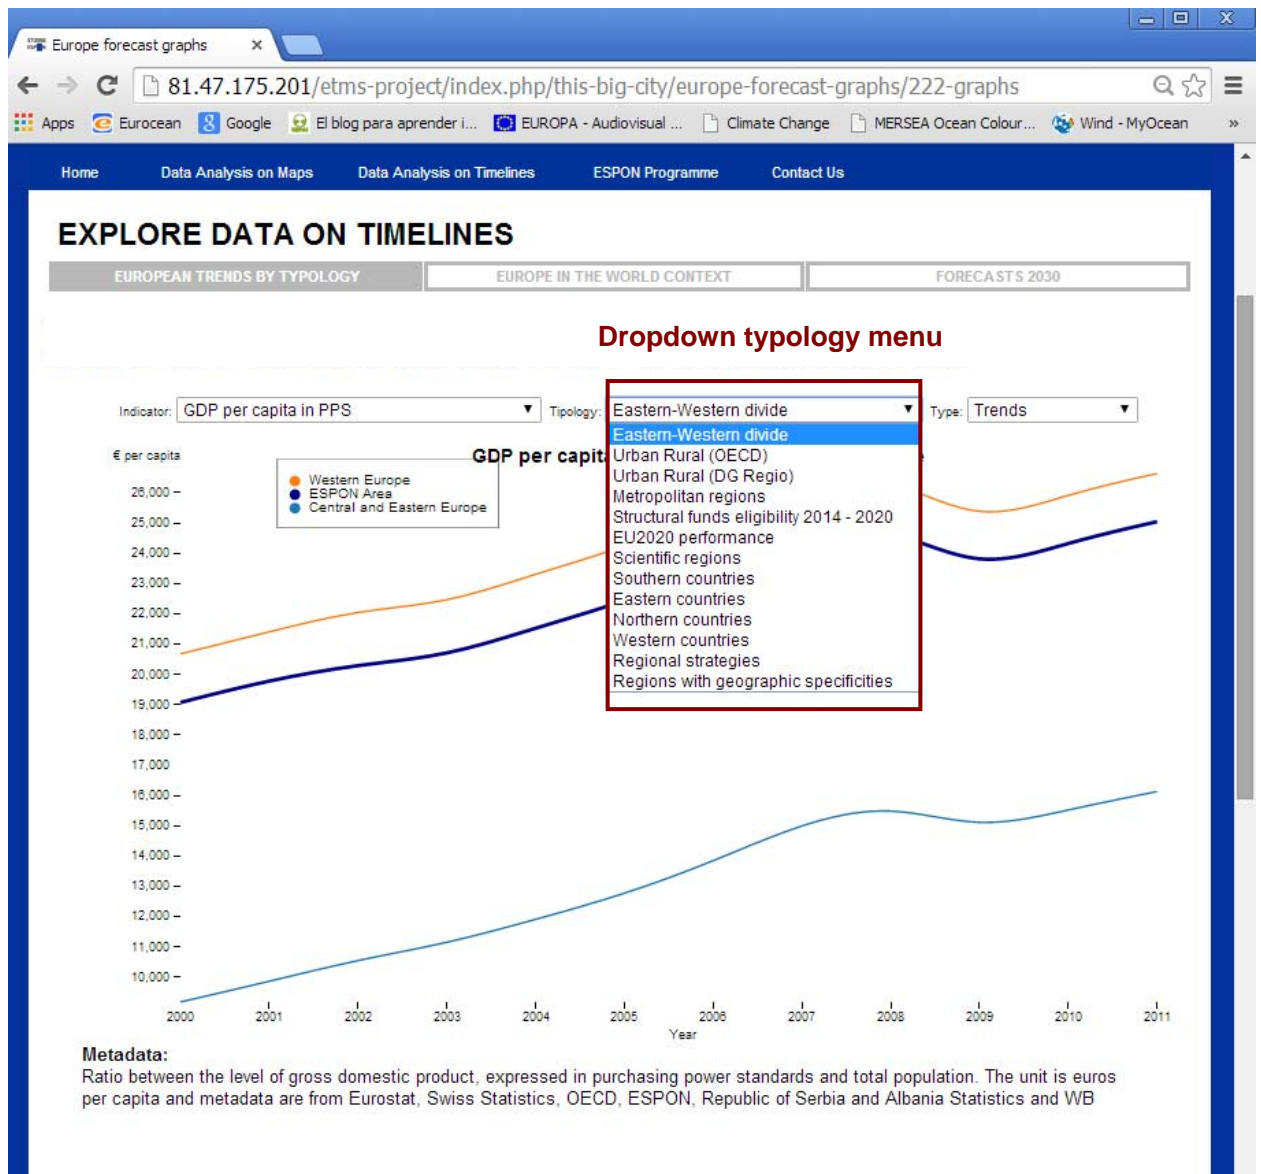 Europe forecast graphs
81.47.175.201/etms-project/index.php/this-big-city/europe-forecast-graphs/222-graphs
Apps Eurocean Google El blog para aprender i... EUROPA - Audiovisual ... Climate Change MERSEA Ocean Colour... Wind - MyOcean »
Home Data Analysis on Maps Data Analysis on Timelines ESPON Programme Contact Us
EXPLORE DATA ON TIMELINES
EUROPEAN TRENDS BY TYPOLOGY EUROPE IN THE WORLD CONTEXT FORECASTS 2030
Dropdown typology menu
Indicator: GDP per capita in PPS Tipology: Eastern-Western divide Type: Trends
Eastern-Western divide
Urban Rural (OECD)
Urban Rural (DG Regio)
Metropolitan regions
Structural funds eligibility 2014 - 2020
EU2020 performance
Scientific regions
Southern countries
Eastern countries
Northern countries
Western countries
Regional strategies
Regions with geographic specificities
€ per capita
GDP per capit
Western Europe
ESPON Area
Central and Eastern Europe
26,000
25,000
24,000
23,000
22,000
21,000
20,000
19,000
18,000
17,000
16,000
15,000
14,000
13,000
12,000
11,000
10,000
2000 2001 2002 2003 2004 2005 2006 2007 2008 2009 2010 2011
Year
Metadata:
Ratio between the level of gross domestic product, expressed in purchasing power standards and total population. The unit is euros
per capita and metadata are from Eurostat, Swiss Statistics, OECD, ESPON, Republic of Serbia and Albania Statistics and WB